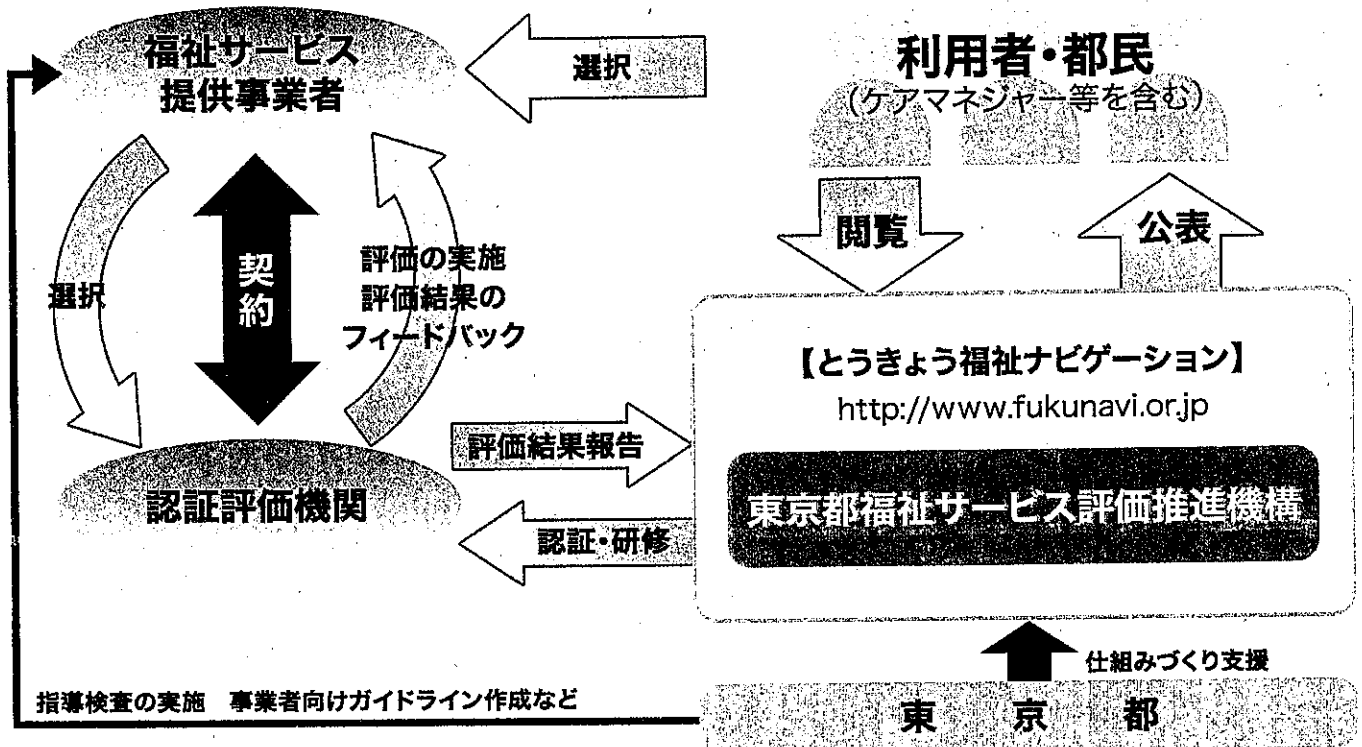 福祉サービス
提供事業者
選択
利用者・都民
(ケアマネジャー等を含む)
閲覧
公表
選択
契約
評価の実施
評価結果の
フィードバック
【とうきょう福祉ナビゲーション】
http://www.fukunavi.or.jp
東京都福祉サービス評価推進機構
評価結果報告
認証評価機関
認証・研修
仕組みづくり支援
指導検査の実施　事業者向けガイドライン作成など
東京都